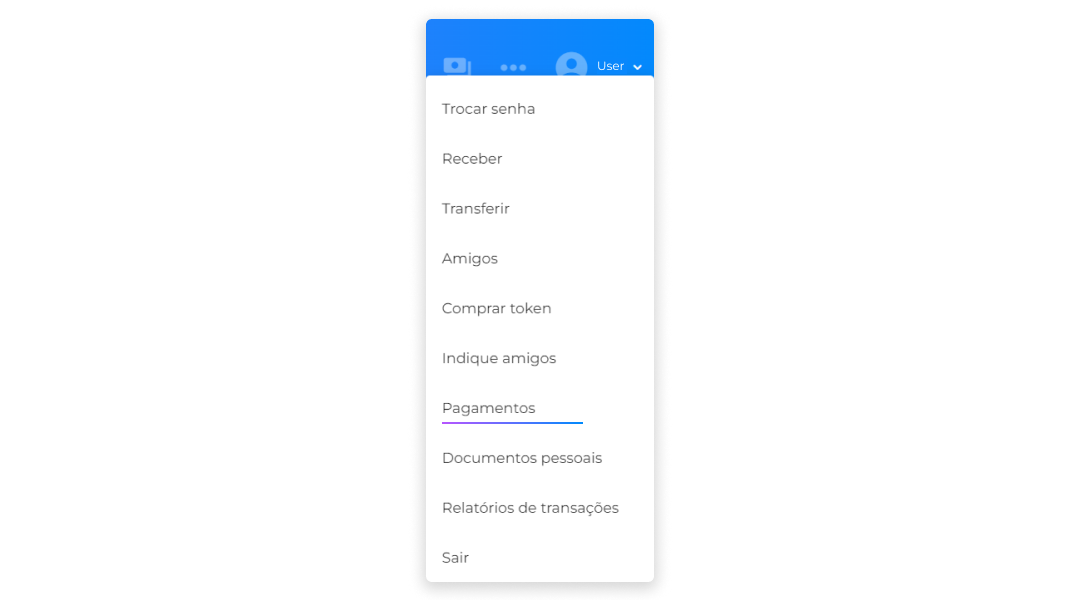 User
Trocar senha
Receber
Transferir
Amigos
Comprar token
Indique amigos
Pagamentos
Documentos pessoais
Relatórios de transações
Sair